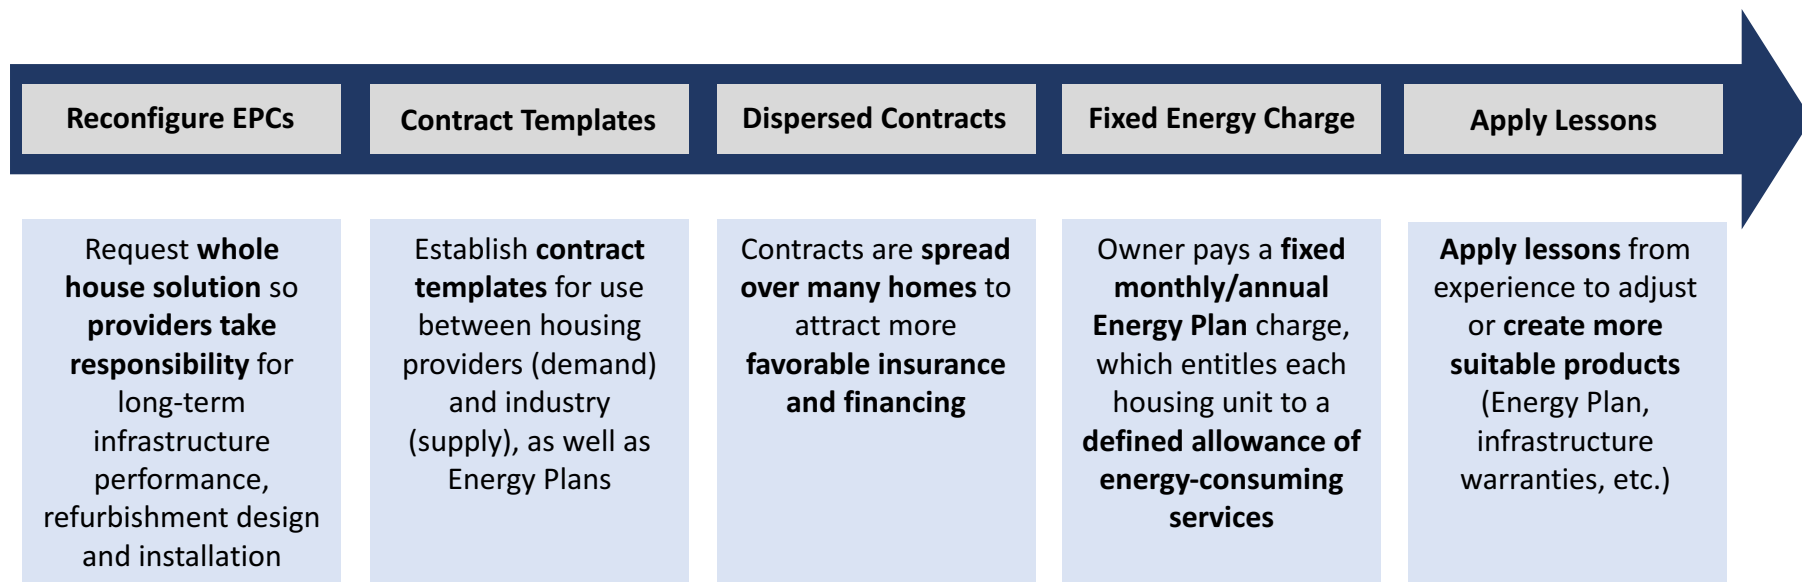 Reconfigure EPCs
Contract Templates
Dispersed Contracts
Fixed Energy Charge
Apply Lessons
Request whole
house solution so
providers take
responsibility for
long-term
infrastructure
performance,
refurbishment design
and installation
Establish contract
templates for use
between housing
providers (demand)
and industry
(supply), as well as
Energy Plans
Contracts are spread
over many homes to
attract more
favorable insurance
and financing
Owner pays a fixed
monthly/annual
Energy Plan charge,
which entitles each
housing unit to a
defined allowance of
energy-consuming
services
Apply lessons from
experience to adjust
or create more
suitable products
(Energy Plan,
infrastructure
warranties, etc.)